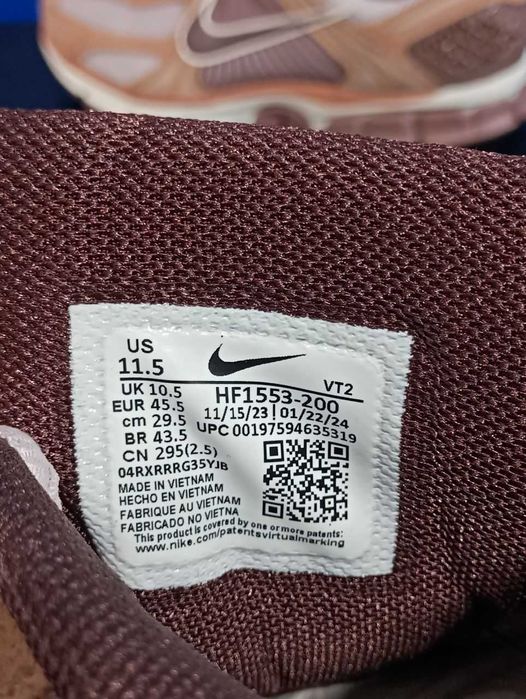 US
11.5
VT2
UK 10.5
HF1553-200
EUR 45.5
11/15/23 | 01/22/24
cm 29.5
UPC 00197594635319
BR 43.5
CN 295(2.5)
04RXRRRG35YJB
MADE IN VIETNAM
HECHO EN VIETNAM
FABRIQUE AU VIETNAM
FABRICADO NO VIETNA
This product is covered by one or more patents:
www.nike.com/patentsvirtualmarking